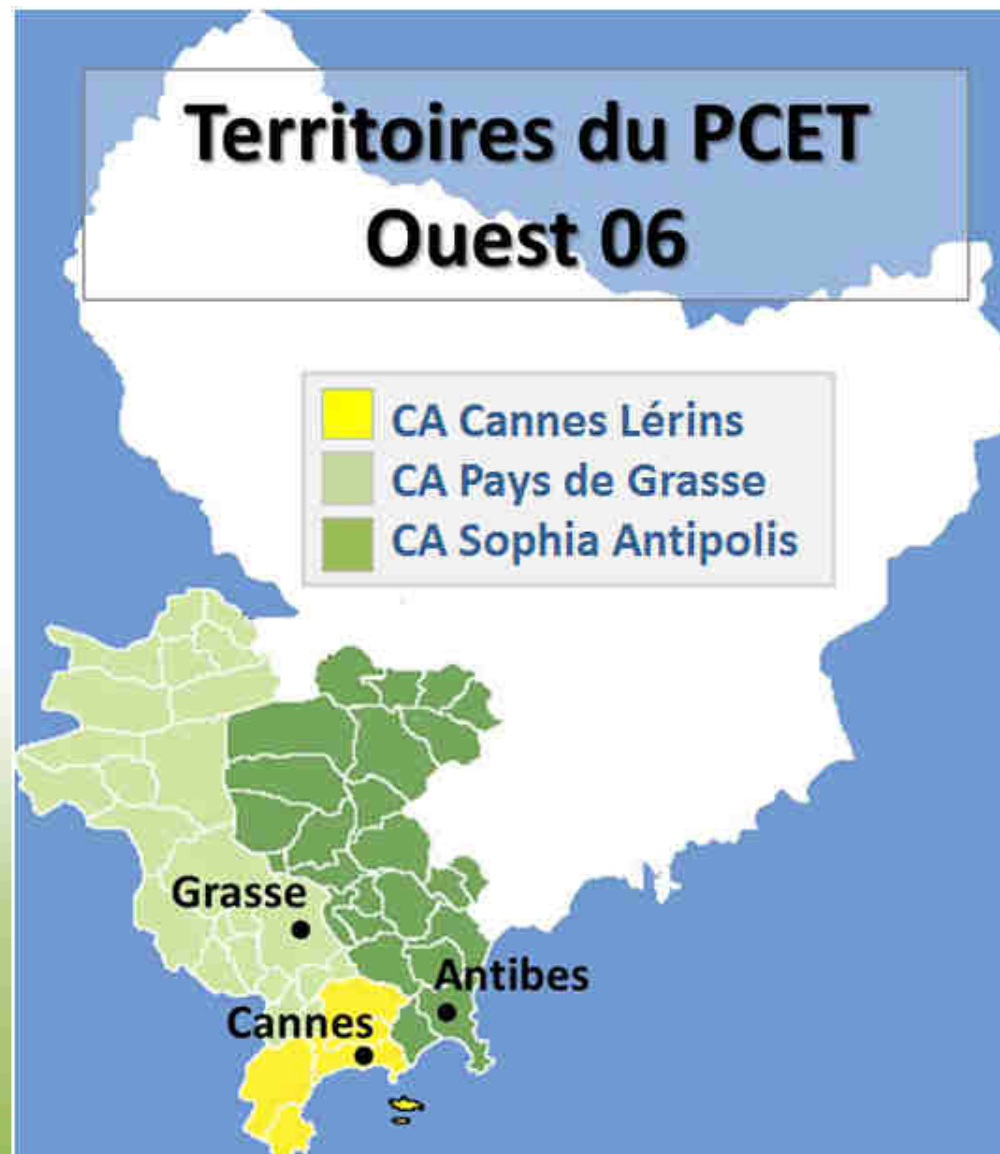 Territoires du PCET
Ouest 06
CA Cannes Lérins
CA Pays de Grasse
CA Sophia Antipolis
Grasse
Antibes
Cannes